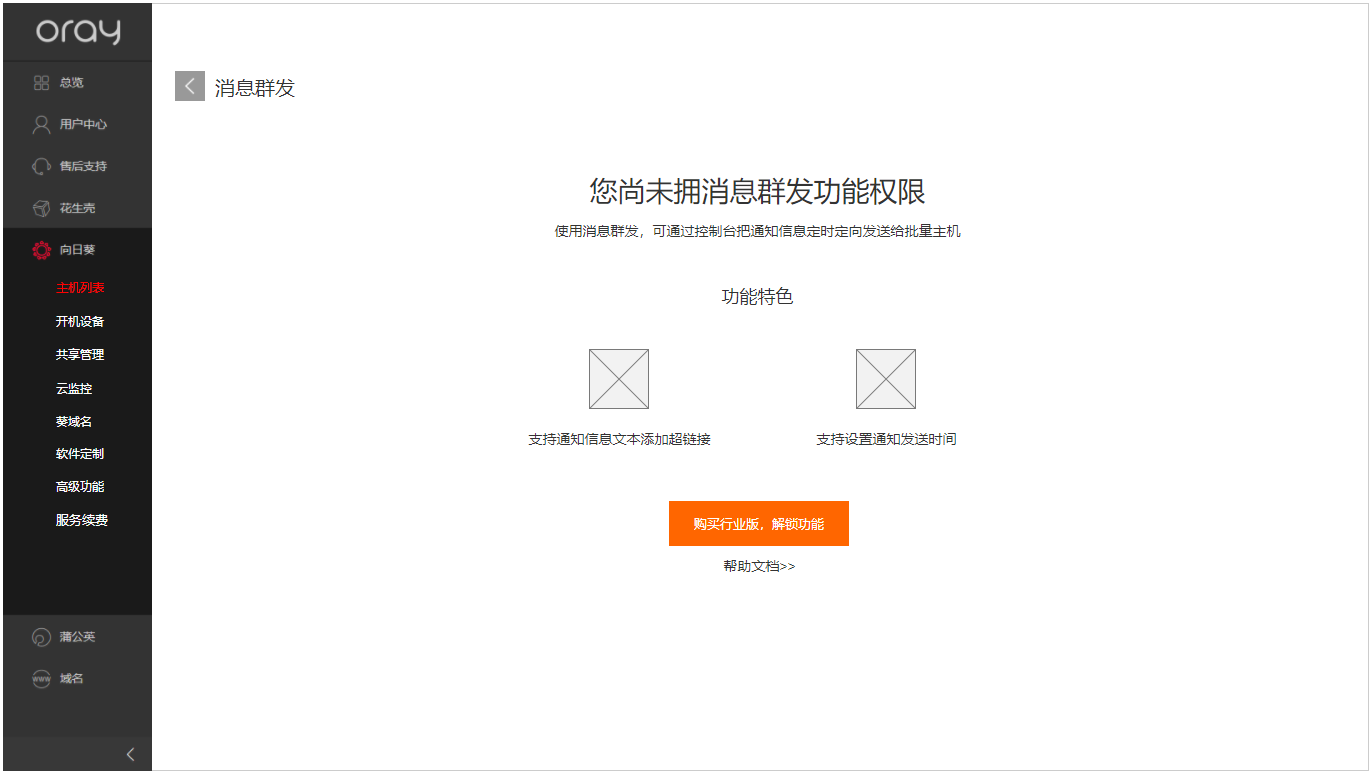 oray
总览
用户中心
售后支持
花生壳
向日葵
主机列表
开机设备
共享管理
云监控
葵域名
软件定制
高级功能
服务续费
蒲公英
www 域名
消息群发
您尚未拥消息群发功能权限
使用消息群发，可通过控制台把通知信息定时定向发送给批量主机
功能特色
支持通知信息文本添加超链接
支持设置通知发送时间
购买行业版，解锁功能
帮助文档>>